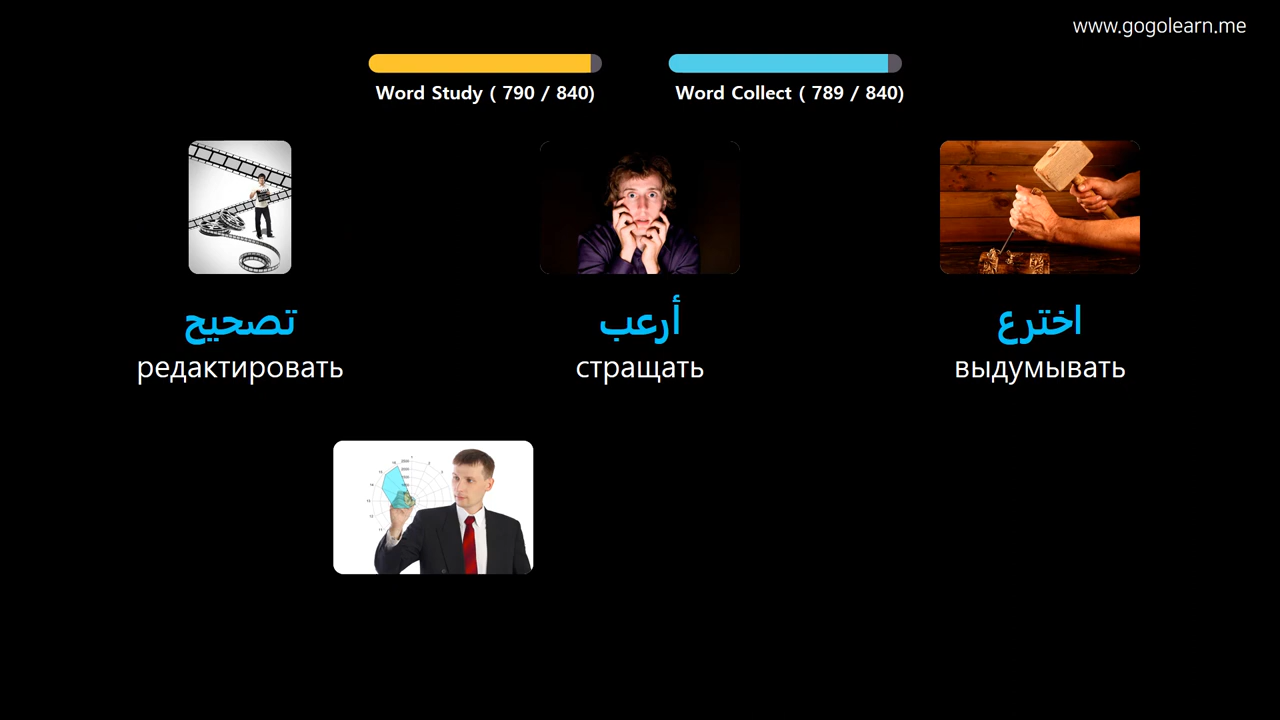 www.gogolearn.me
Word Study ( 790 / 840)
Word Collect ( 789 / 840)
تصحيح
редактировать
أرعب
стращать
اخترع
выдумывать